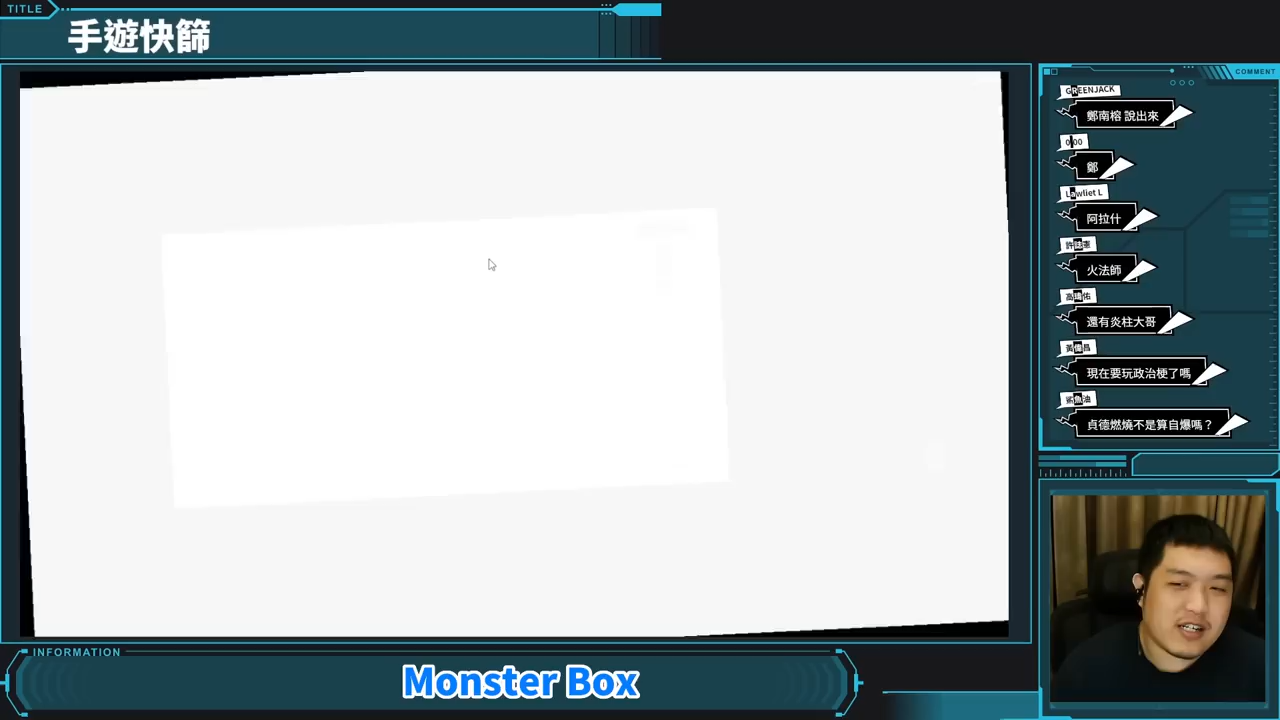 TITLE
手遊快篩
COMMENT
GREENJACK
鄭南榕 說出來
0.00
鄭
Lawliet L
阿拉什
火法師
還有炎柱大哥
現在要玩政治梗了嗎
貞德燃燒不是算自爆嗎？
INFORMATION
Monster Box